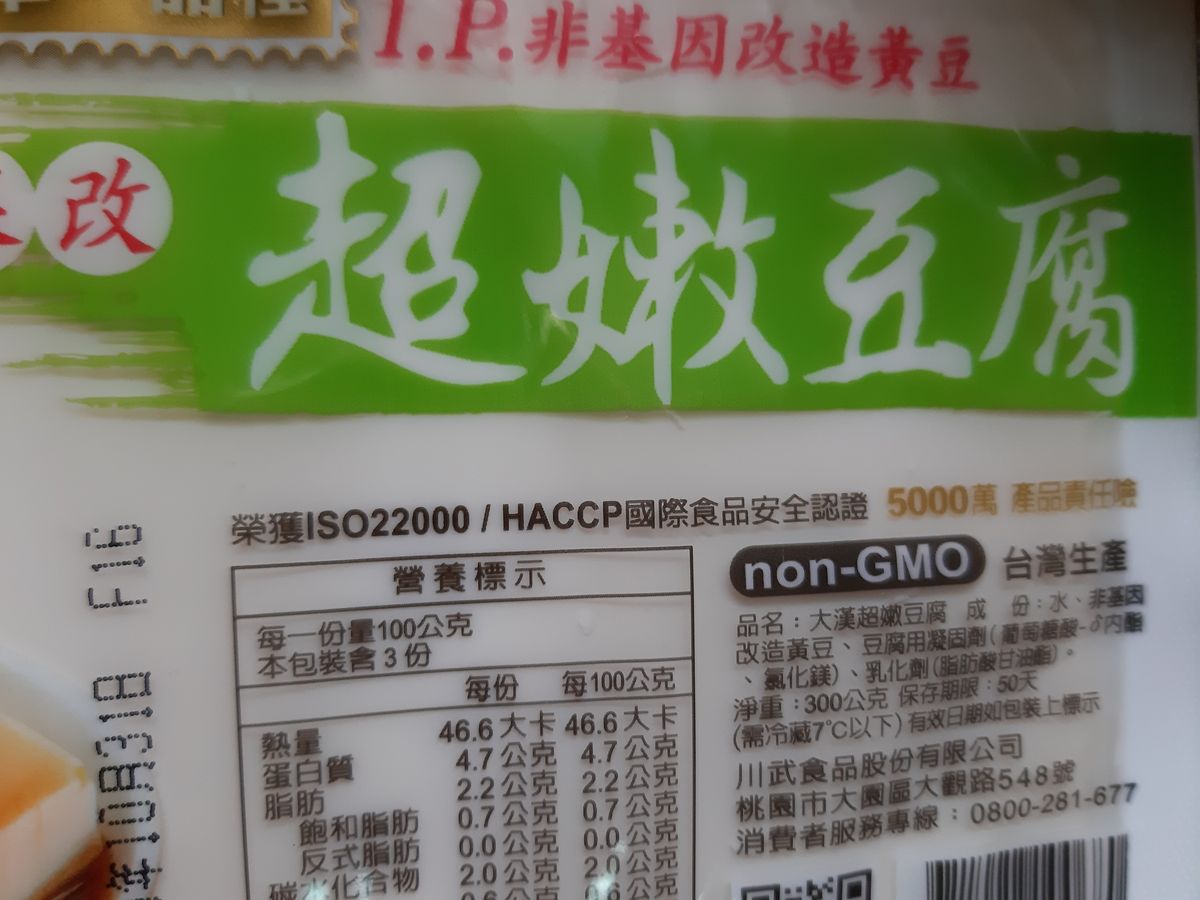 I.P.非基因改造黃豆
改
超嫩豆腐
榮獲ISO22000 / HACCP國際食品安全認證 5000萬 產品責任險
營養標示
每一份量100公克
本包裝含3份
每份 每100公克
熱量 46.6大卡 46.6大卡
蛋白質 4.7公克 4.7公克
脂肪 2.2公克 2.2公克
飽和脂肪 0.7公克 0.7公克
反式脂肪 0.0公克 0.0公克
碳水化合物 2.0公克 2.0公克
non-GMO 台灣生產
品名：大漢超嫩豆腐 成 份：水、非基因
改造黃豆、豆腐用凝固劑(葡萄糖酸-δ內酯
、氯化鎂)、乳化劑(脂肪酸甘油酯)。
淨重：300公克 保存期限：50天
(需冷藏7℃以下)有效日期如包裝上標示
川武食品股份有限公司
桃園市大園區大觀路548號
消費者服務專線：0800-281-677